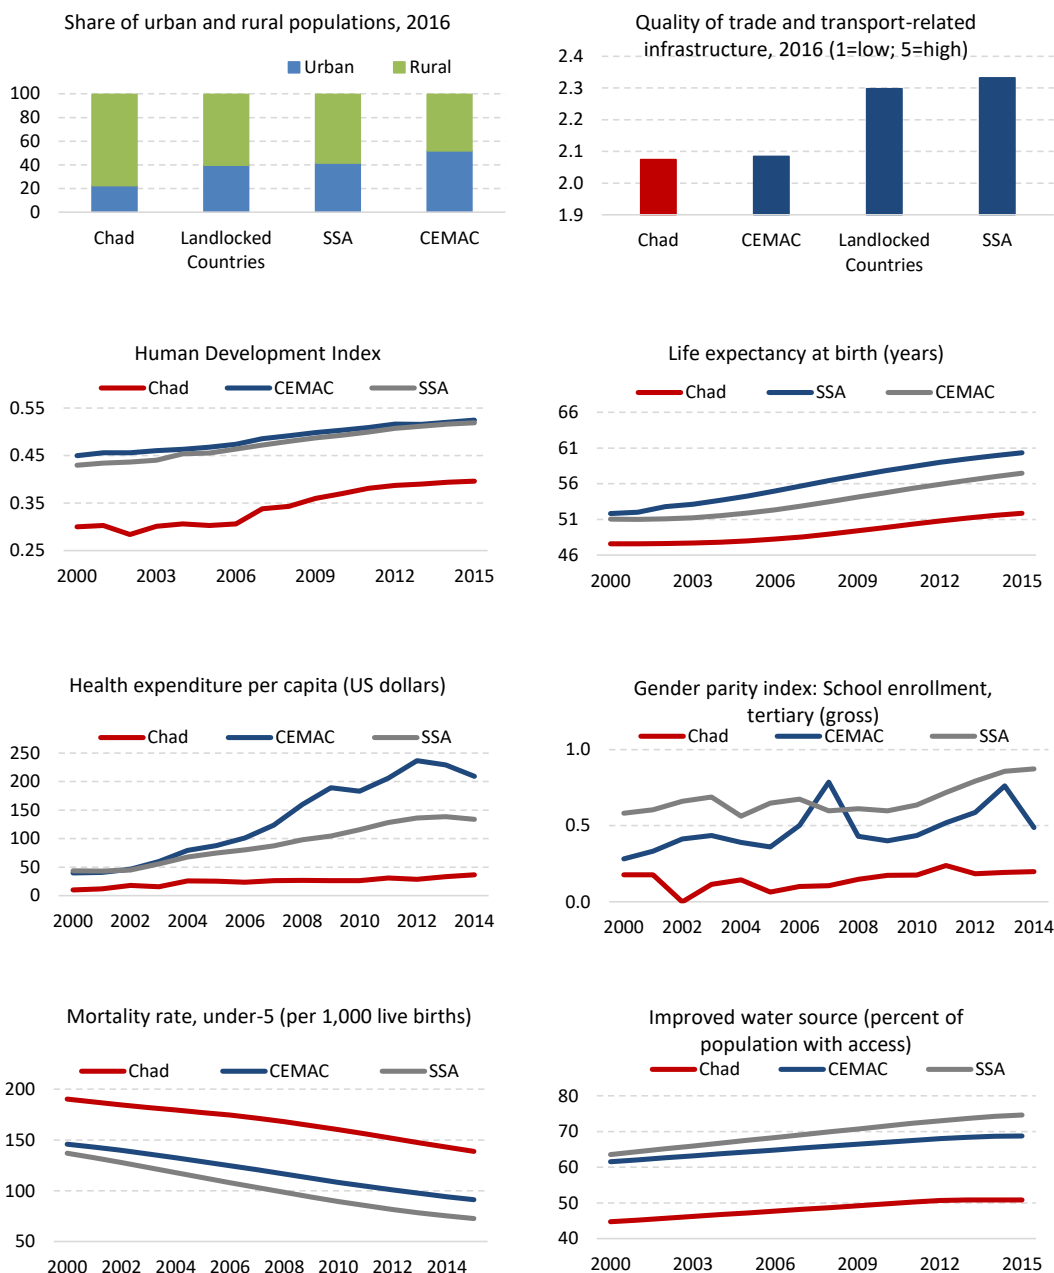 Share of urban and rural populations, 2016
Urban Rural
100
80
60
40
20
0
Chad Landlocked Countries SSA CEMAC
Quality of trade and transport-related
infrastructure, 2016 (1=low; 5=high)
2.4
2.3
2.2
2.1
2.0
1.9
Chad CEMAC Landlocked Countries SSA
Human Development Index
Chad CEMAC SSA
0.55
0.45
0.35
0.25
2000 2003 2006 2009 2012 2015
Life expectancy at birth (years)
Chad SSA CEMAC
66
61
56
51
46
2000 2003 2006 2009 2012 2015
Health expenditure per capita (US dollars)
Chad CEMAC SSA
250
200
150
100
50
0
2000 2002 2004 2006 2008 2010 2012 2014
Gender parity index: School enrollment,
tertiary (gross)
Chad CEMAC SSA
1.0
0.5
0.0
2000 2002 2004 2006 2008 2010 2012 2014
Mortality rate, under-5 (per 1,000 live births)
Chad CEMAC SSA
200
150
100
50
2000 2002 2004 2006 2008 2010 2012 2014
Improved water source (percent of
population with access)
Chad CEMAC SSA
80
70
60
50
40
2000 2003 2006 2009 2012 2015